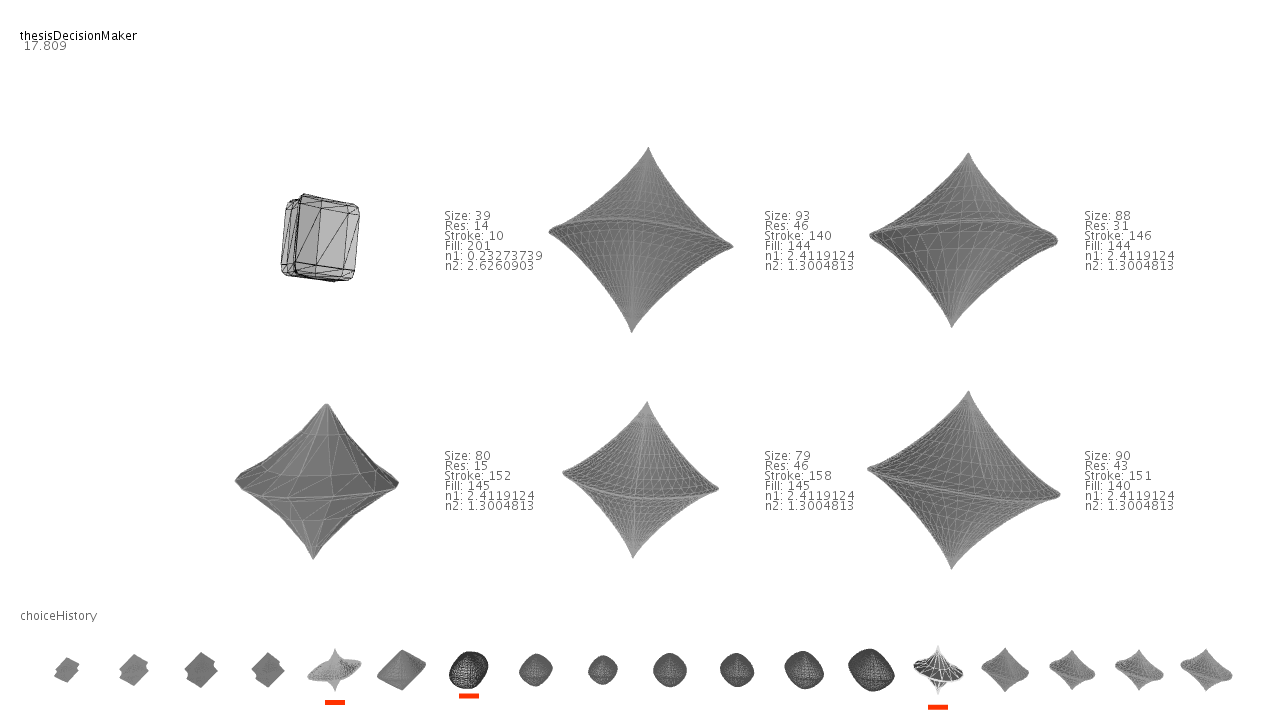 thesisDecisionMaker
17.809
Size: 39
Res: 14
Stroke: 10
Fill: 201
n1: 0.23273739
n2: 2.6260903
Size: 93
Res: 46
Stroke: 140
Fill: 144
n1: 2.4119124
n2: 1.3004813
Size: 88
Res: 31
Stroke: 146
Fill: 144
n1: 2.4119124
n2: 1.3004813
Size: 80
Res: 15
Stroke: 152
Fill: 145
n1: 2.4119124
n2: 1.3004813
Size: 79
Res: 46
Stroke: 158
Fill: 145
n1: 2.4119124
n2: 1.3004813
Size: 90
Res: 43
Stroke: 151
Fill: 140
n1: 2.4119124
n2: 1.3004813
choiceHistory